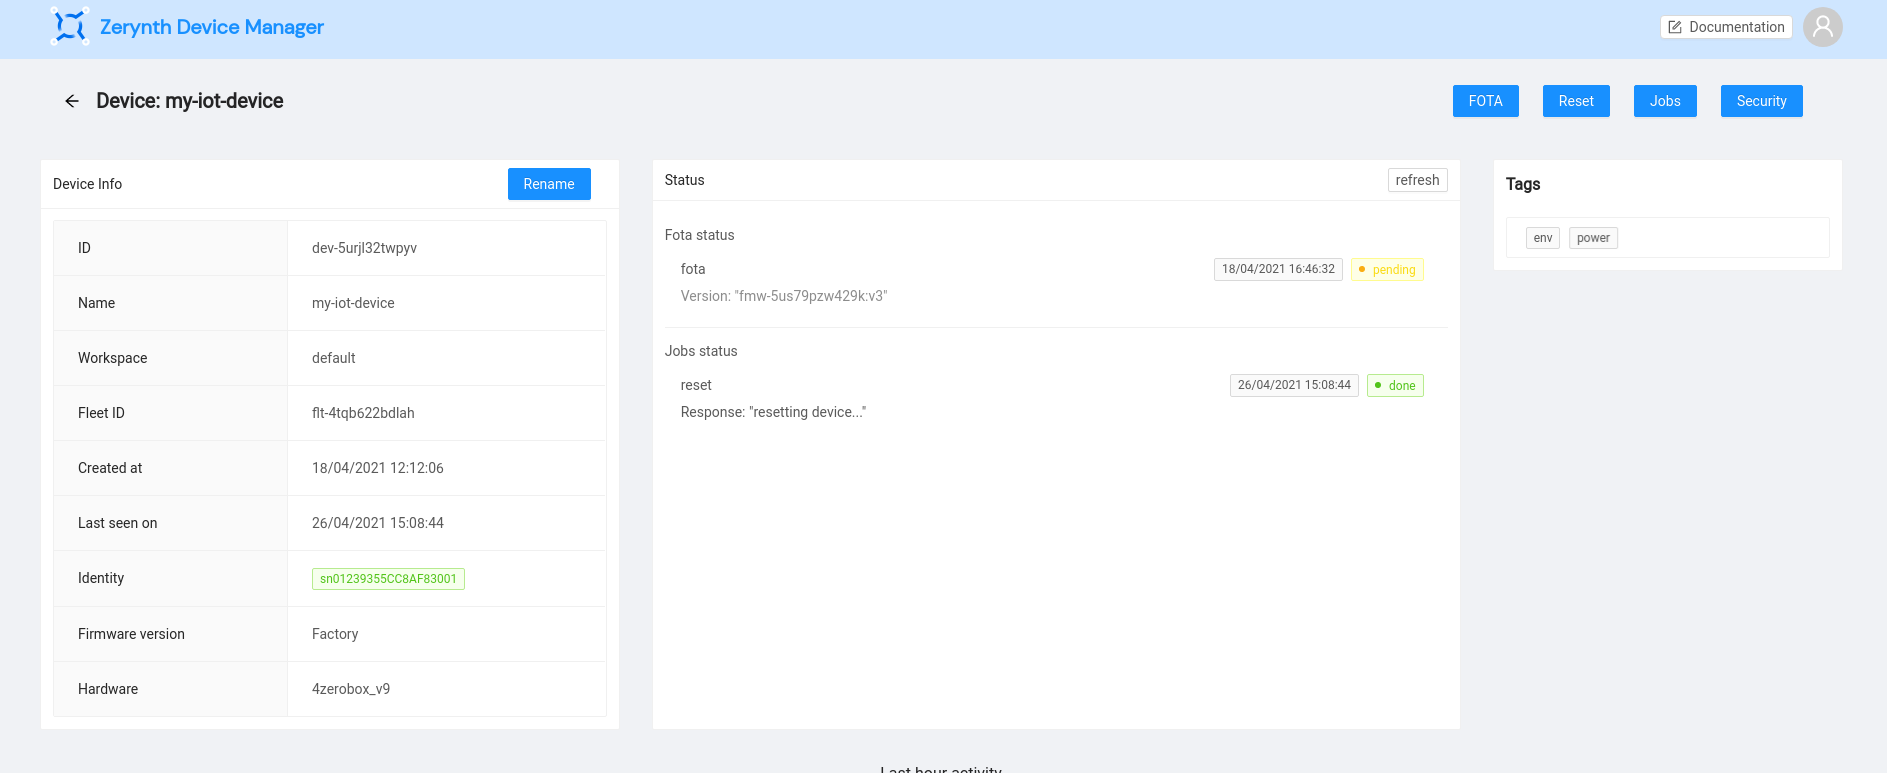 Zerynth Device Manager
Documentation
Device: my-iot-device
FOTA
Reset
Jobs
Security
Device Info
Rename
ID
dev-5urjl32twpyv
Name
my-iot-device
Workspace
default
Fleet ID
flt-4tqb622bdlah
Created at
18/04/2021 12:12:06
Last seen on
26/04/2021 15:08:44
Identity
sn01239355CC8AF83001
Firmware version
Factory
Hardware
4zerobox_v9
Status
refresh
Fota status
fota
18/04/2021 16:46:32
pending
Version: "fmw-5us79pzw429k:v3"
Jobs status
reset
26/04/2021 15:08:44
done
Response: "resetting device..."
Tags
env
power
Last hour activity